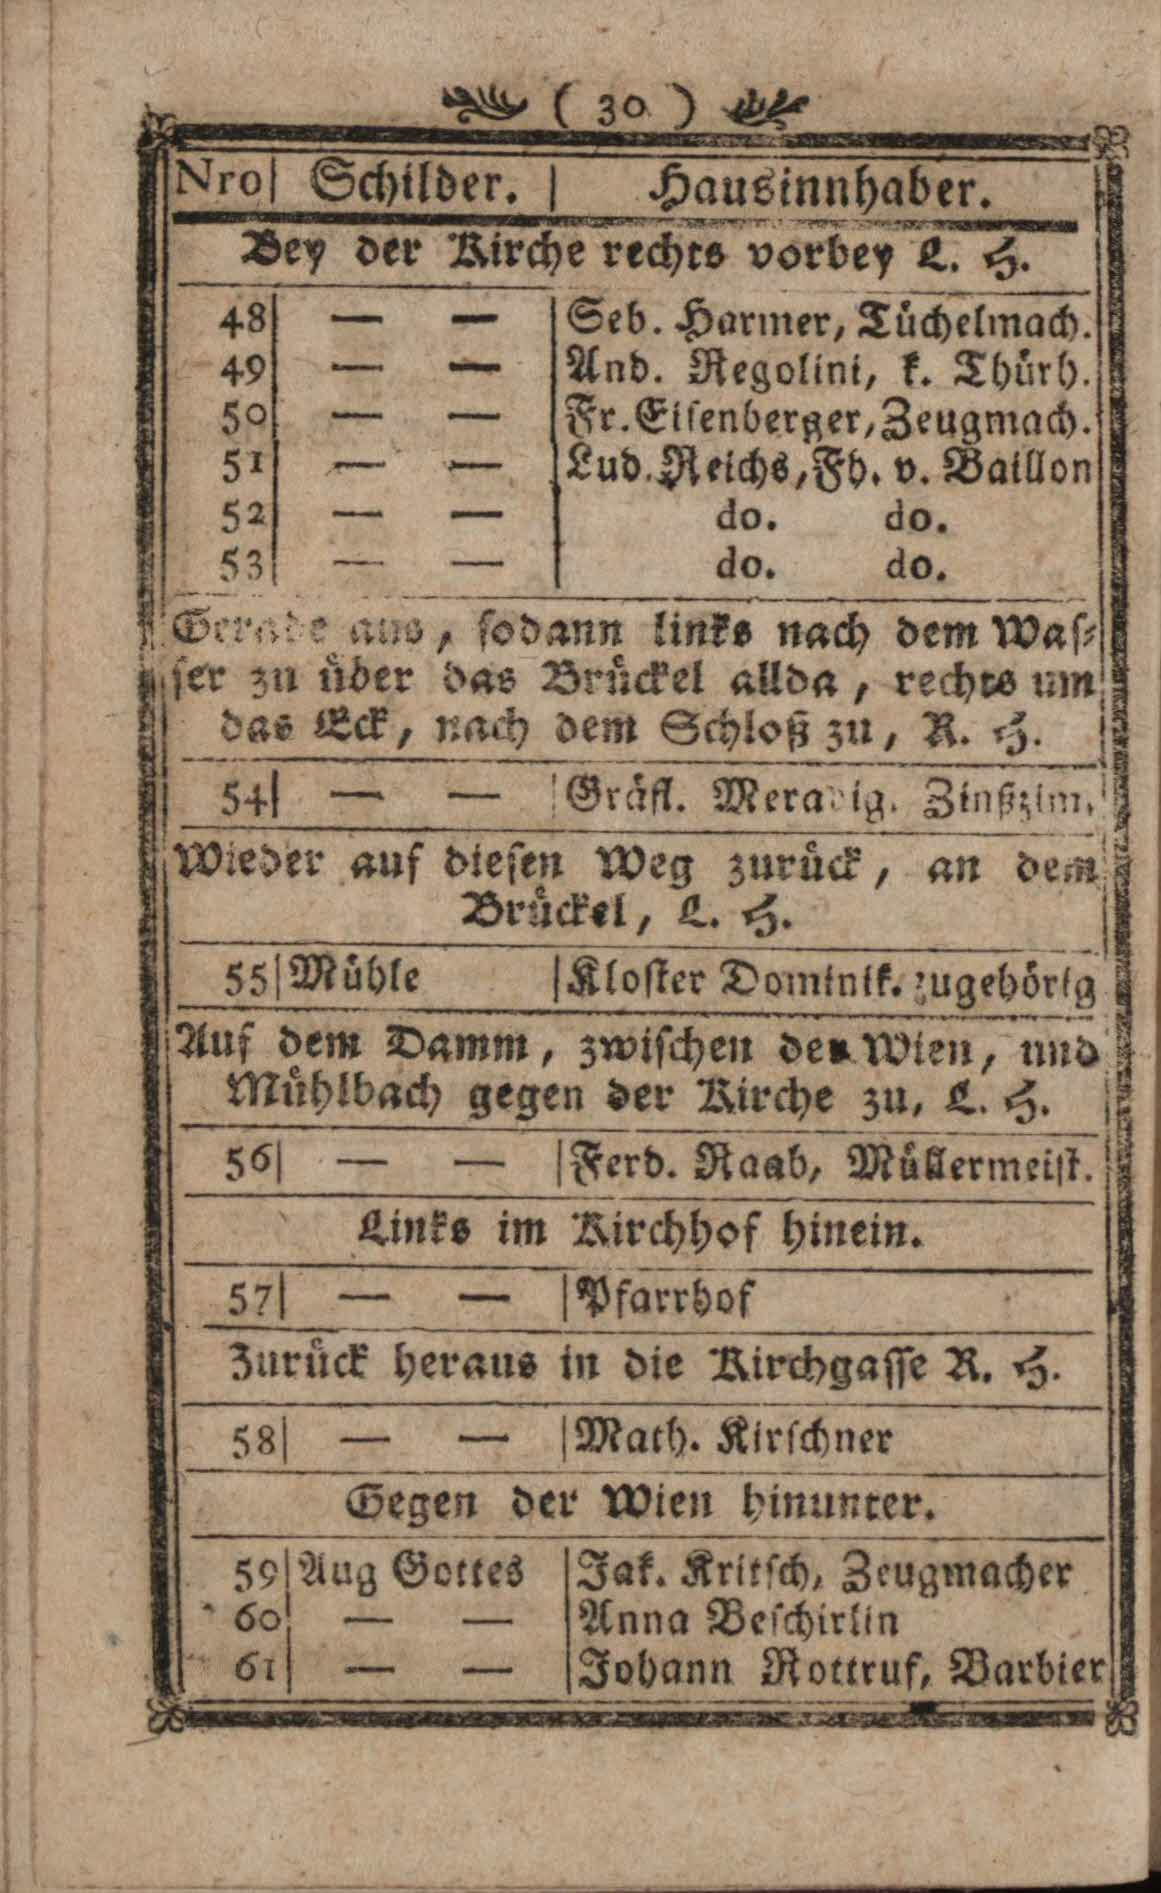 ( 30 )
Nro Schilder. Hausinnhaber.
Bey der Kirche rechts vorbey L. H.
48 — — Seb. Harmer, Tüchelmach.
49 — — And. Regolini, k. Thürh.
50 — — Fr. Eisenberger, Zeugmach.
51 — — Lud. Reichs, Fh. v. Baillon
52 — — do. do.
53 — — do. do.
Gerade aus, sodann links nach dem Was-
ser zu über das Brückel allda, rechts um
das Eck, nach dem Schloß zu, R. H.
54 — — Gräfl. Meravig. Zinßzim.
Wieder auf diesen Weg zurück, an dem
Brückel, L. H.
55 Mühle Kloster Dominik. zugehörig
Auf dem Damm, zwischen der Wien, und
Mühlbach gegen der Kirche zu, L. H.
56 — — Ferd. Raab, Müllermeist.
Links im Kirchhof hinein.
57 — — Pfarrhof
Zurück heraus in die Kirchgasse R. H.
58 — — Math. Kirschner
Gegen der Wien hinunter.
59 Aug Gottes Jak. Kritsch, Zeugmacher
60 — — Anna Beschirlin
61 — — Johann Rottruf, Barbier